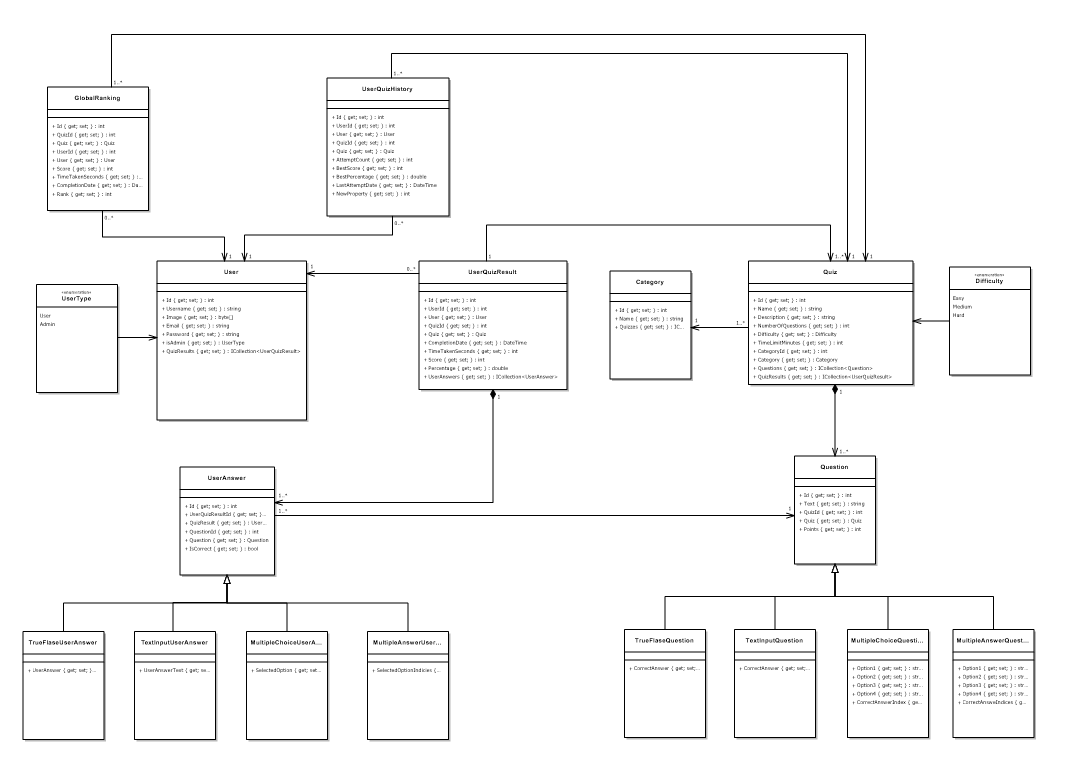 1..*
GlobalRanking
+ Id { get; set; } : int
+ QuizId { get; set; } : int
+ Quiz { get; set; } : Quiz
+ UserId { get; set; } : int
+ User { get; set; } : User
+ Score { get; set; } : int
+ TimeTakenSeconds { get; set; } :...
+ CompletionDate { get; set; } : Da...
+ Rank { get; set; } : int
0..*
1..*
UserQuizHistory
+ Id { get; set; } : int
+ UserId { get; set; } : int
+ User { get; set; } : User
+ QuizId { get; set; } : int
+ Quiz { get; set; } : Quiz
+ AttemptCount { get; set; } : int
+ BestScore { get; set; } : int
+ BestPercentage { get; set; } : double
+ LastAttemptDate { get; set; } : DateTime
+ NewProperty { get; set; } : int
0..*
«enumeration»
UserType
User
Admin
1
1
1
User
+ Id { get; set; } : int
+ Username { get; set; } : string
+ Image { get; set; } : byte[]
+ Email { get; set; } : string
+ Password { get; set; } : string
+ isAdmin { get; set; } : UserType
+ QuizResults { get; set; } : ICollection<UserQuizResult>
0..*
1
UserQuizResult
+ Id { get; set; } : int
+ UserId { get; set; } : int
+ User { get; set; } : User
+ QuizId { get; set; } : int
+ Quiz { get; set; } : Quiz
+ CompletionDate { get; set; } : DateTime
+ TimeTakenSeconds { get; set; } : int
+ Score { get; set; } : int
+ Percentage { get; set; } : double
+ UserAnswers { get; set; } : ICollection<UserAnswer>
1
Category
+ Id { get; set; } : int
+ Name { get; set; } : string
+ Quizzes { get; set; } : IC...
1
1..*
1..*
1
1
Quiz
+ Id { get; set; } : int
+ Name { get; set; } : string
+ Description { get; set; } : string
+ NumberOfQuestions { get; set; } : int
+ Difficulty { get; set; } : Difficulty
+ TimeLimitMinutes { get; set; } : int
+ CategoryId { get; set; } : int
+ Category { get; set; } : Category
+ Questions { get; set; } : ICollection<Question>
+ QuizResults { get; set; } : ICollection<UserQuizResult>
1
«enumeration»
Difficulty
Easy
Medium
Hard
UserAnswer
+ Id { get; set; } : int
+ UserQuizResultId { get; set; }...
+ QuizResult { get; set; } : User...
+ QuestionId { get; set; } : int
+ Question { get; set; } : Question
+ IsCorrect { get; set; } : bool
1..*
1..*
1
1..*
Question
+ Id { get; set; } : int
+ Text { get; set; } : string
+ QuizId { get; set; } : int
+ Quiz { get; set; } : Quiz
+ Points { get; set; } : int
TrueFlaseUserAnswer
+ UserAnswer { get; set; }...
TextInputUserAnswer
+ UserAnswerText { get; se...
MultipleChoiceUserA...
+ SelectedOption { get; set...
MultipleAnswerUser...
+ SelectedOptionIndices {...
TrueFlaseQuestion
+ CorrectAnswer { get; set;...
TextInputQuestion
+ CorrectAnswer { get; set;...
MultipleChoiceQuesti...
+ Option1 { get; set; } : str...
+ Option2 { get; set; } : str...
+ Option3 { get; set; } : str...
+ Option4 { get; set; } : str...
+ CorrectAnswerIndex { ge...
MultipleAnswerQuest...
+ Option1 { get; set; } : str...
+ Option2 { get; set; } : str...
+ Option3 { get; set; } : str...
+ Option4 { get; set; } : str...
+ CorrectAnsweIndices { g...